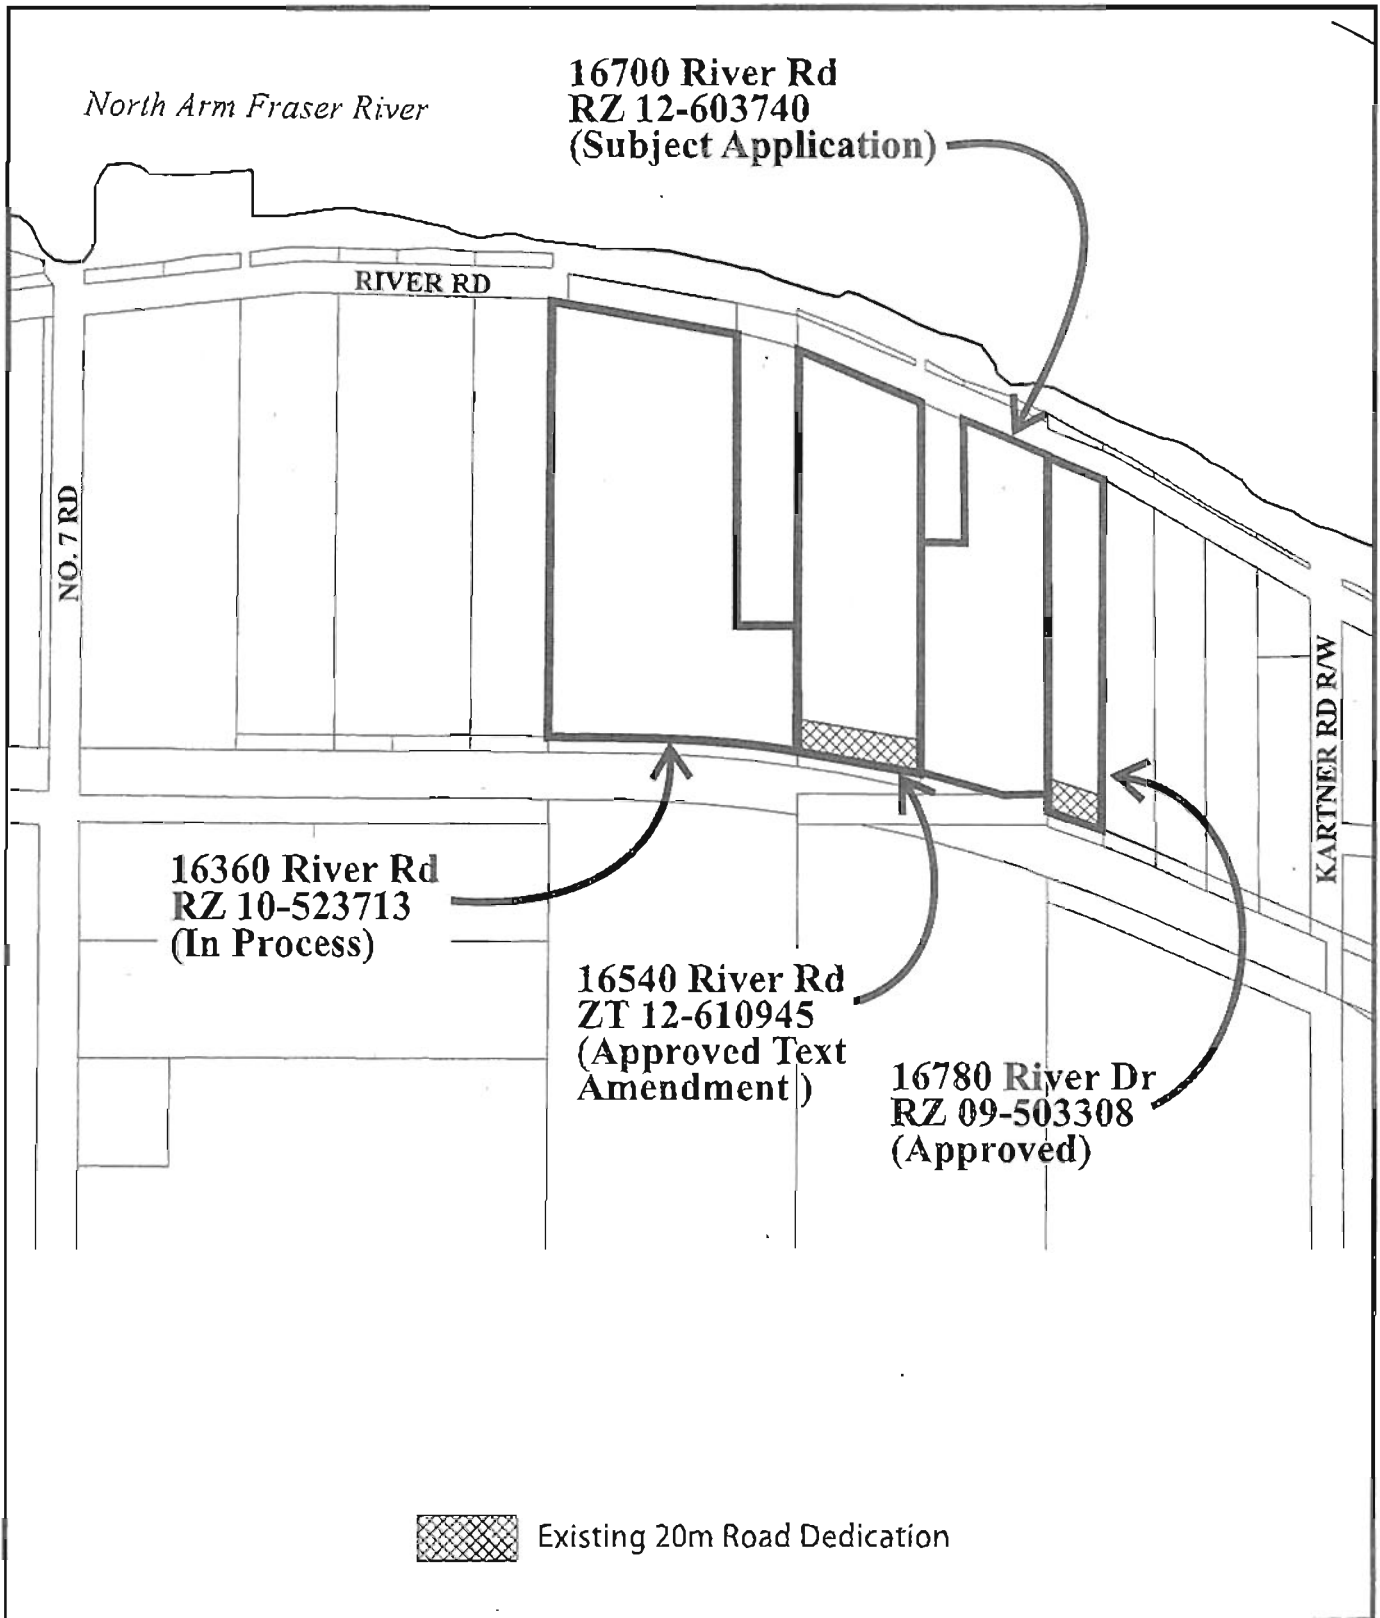 16700 River Rd
RZ 12-603740
(Subject Application)
North Arm Fraser River
RIVER RD
NO. 7 RD
KARTNER RD R/W
16360 River Rd
RZ 10-523713
(In Process)
16540 River Rd
ZT 12-610945
(Approved Text
Amendment )
16780 River Dr
RZ 09-503308
(Approved)
Existing 20m Road Dedication